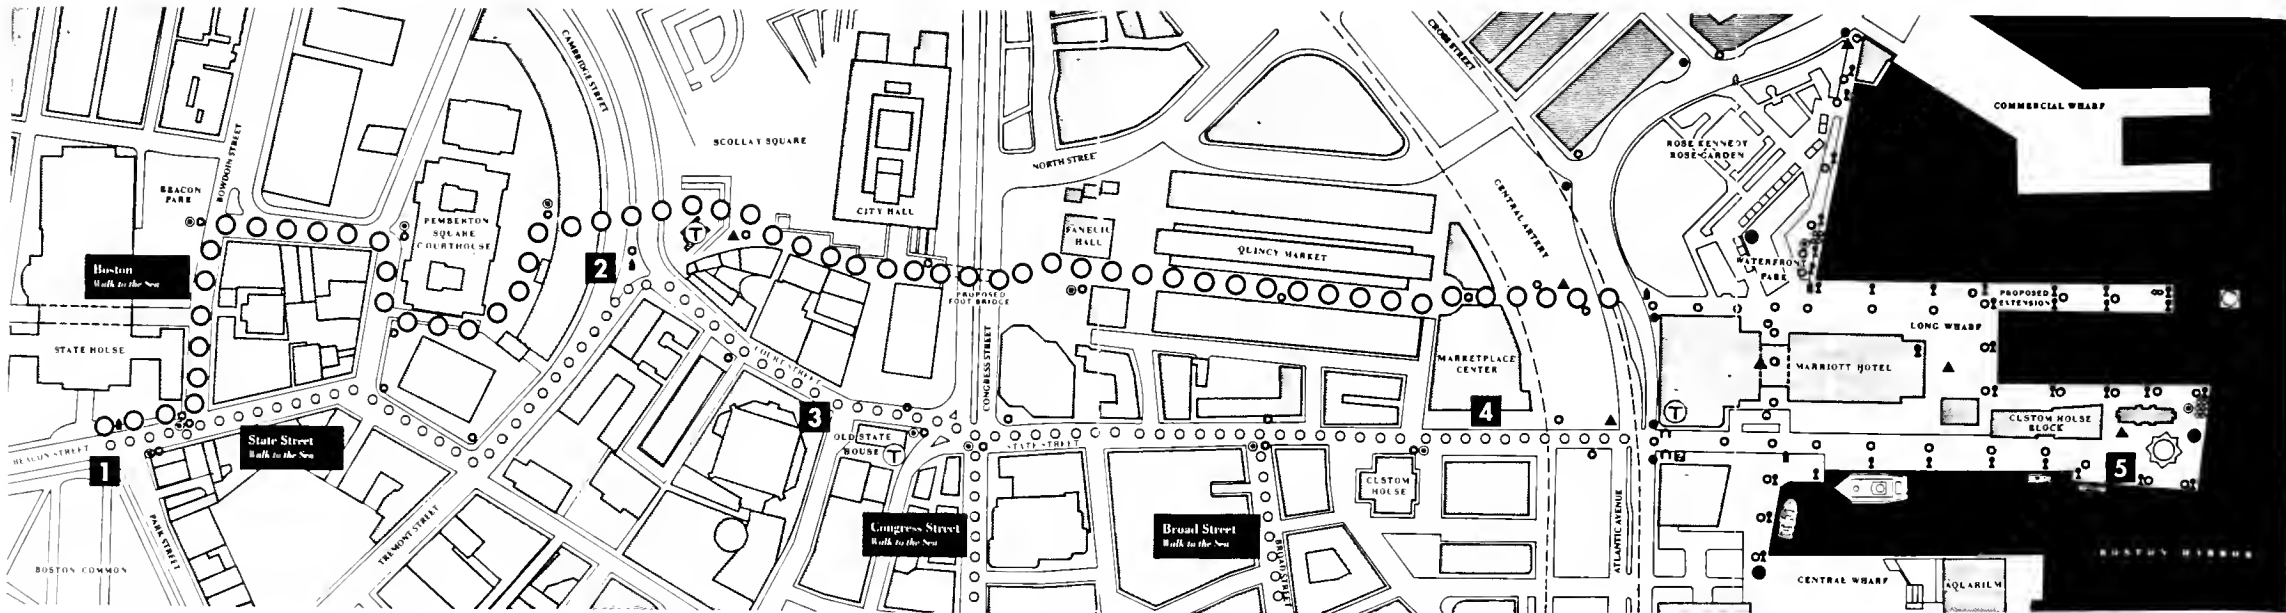 CAMBRIDGE STREET
CROSS STREET
COMMERCIAL WHARF
SCOLLAY SQUARE
BOWDOIN STREET
NORTH STREET
ROSE KENNEDY
ROSE GARDEN
BEACON
PARK
CENTRAL ARTERY
CITY HALL
PEMBERTON
SQUARE
COURTHOUSE
FANEUIL
HALL
T
QUINCY MARKET
2
Boston
Walk to the Sea
WATERFRONT
PARK
PROPOSED
FOOT BRIDGE
PROPOSED
EXTENSION
LONG WHARF
STATE HOUSE
COURT STREET
CONGRESS STREET
MARKETPLACE
CENTER
MARRIOTT HOTEL
3
4
T
CUSTOM HOUSE
BLOCK
State Street
Walk to the Sea
OLD STATE
HOUSE
T
STATE STREET
BEACON STREET
1
5
CUSTOM
HOUSE
PARK STREET
TREMONT STREET
Congress Street
Walk to the Sea
Broad Street
Walk to the Sea
BROAD STREET
ATLANTIC AVENUE
BOSTON HARBOR
BOSTON COMMON
CENTRAL WHARF
AQUARIUM